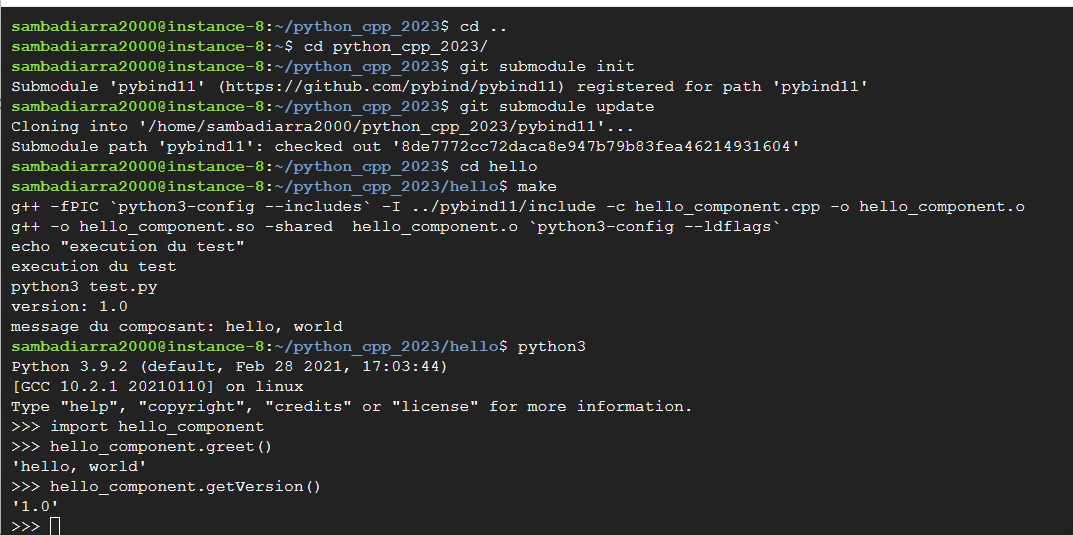 sambadiarra2000@instance-8:~/python_cpp_2023$ cd ..
sambadiarra2000@instance-8:~$ cd python_cpp_2023/
sambadiarra2000@instance-8:~/python_cpp_2023$ git submodule init
Submodule 'pybind11' (https://github.com/pybind/pybind11) registered for path 'pybind11'
sambadiarra2000@instance-8:~/python_cpp_2023$ git submodule update
Cloning into '/home/sambadiarra2000/python_cpp_2023/pybind11'...
Submodule path 'pybind11': checked out '8de7772cc72daca8e947b79b83fea46214931604'
sambadiarra2000@instance-8:~/python_cpp_2023$ cd hello
sambadiarra2000@instance-8:~/python_cpp_2023/hello$ make
g++ -fPIC `python3-config --includes` -I ../pybind11/include -c hello_component.cpp -o hello_component.o
g++ -o hello_component.so -shared  hello_component.o `python3-config --ldflags`
echo "execution du test"
execution du test
python3 test.py
version: 1.0
message du composant: hello, world
sambadiarra2000@instance-8:~/python_cpp_2023/hello$ python3
Python 3.9.2 (default, Feb 28 2021, 17:03:44)
[GCC 10.2.1 20210110] on linux
Type "help", "copyright", "credits" or "license" for more information.
>>> import hello_component
>>> hello_component.greet()
'hello, world'
>>> hello_component.getVersion()
'1.0'
>>>